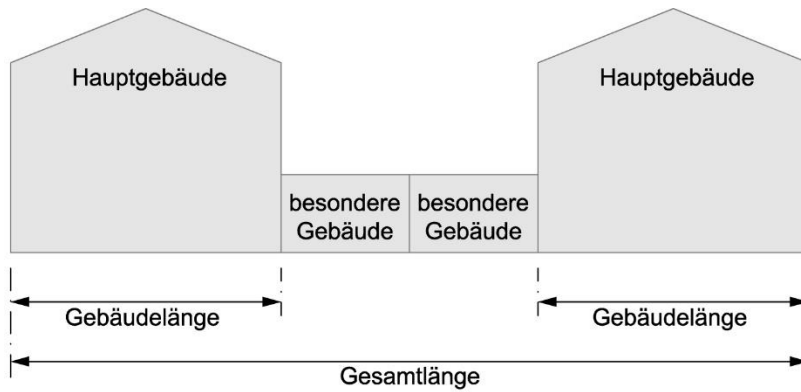 Hauptgebäude
Hauptgebäude
besondere
Gebäude
besondere
Gebäude
Gebäudelänge
Gebäudelänge
Gesamtlänge